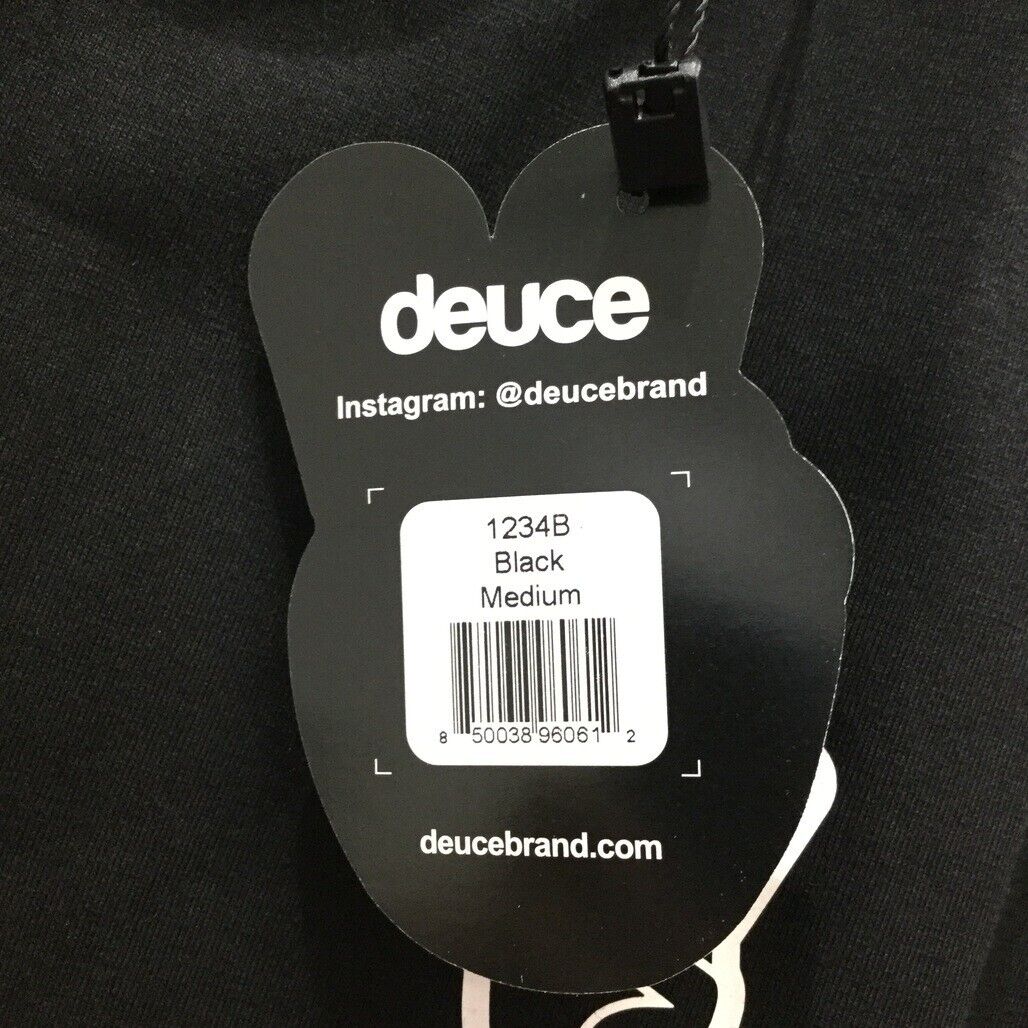 deuce
Instagram: @deucebrand
1234B
Black
Medium
8 50038 96061 2
deucebrand.com